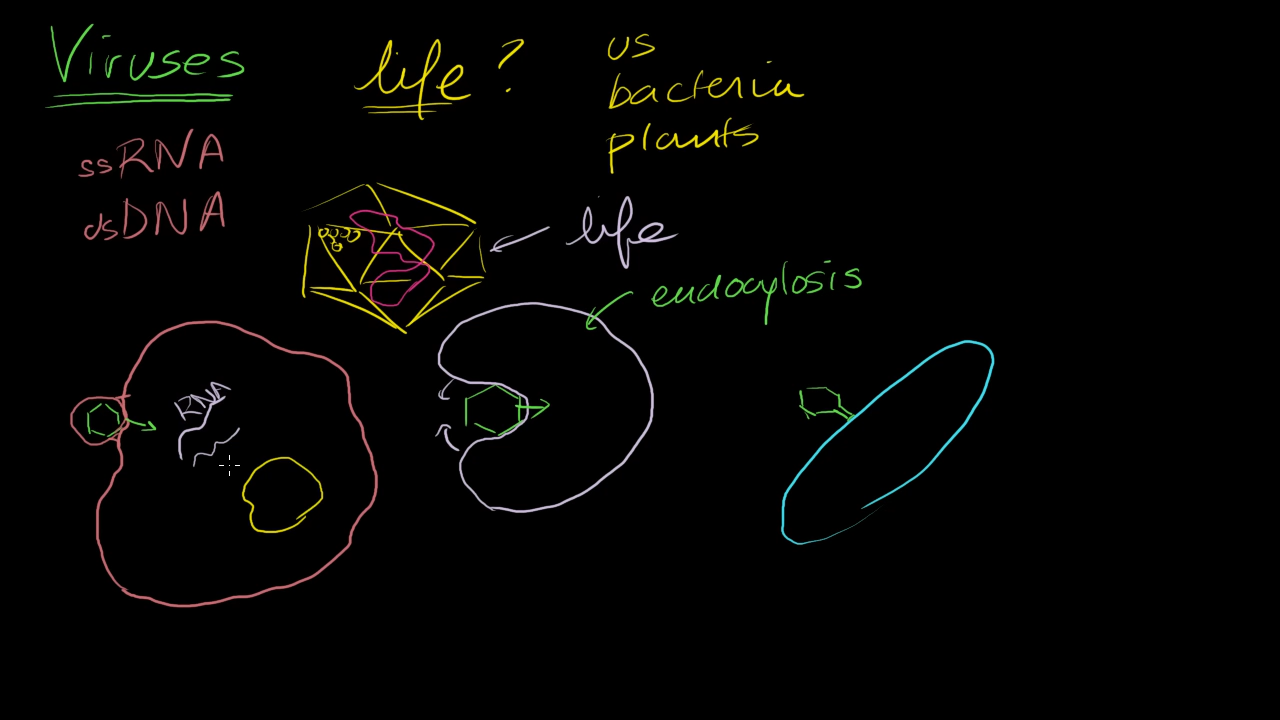 Viruses
life?
us
bacteria
plants
ssRNA
dsDNA
life
endocytosis
RNA